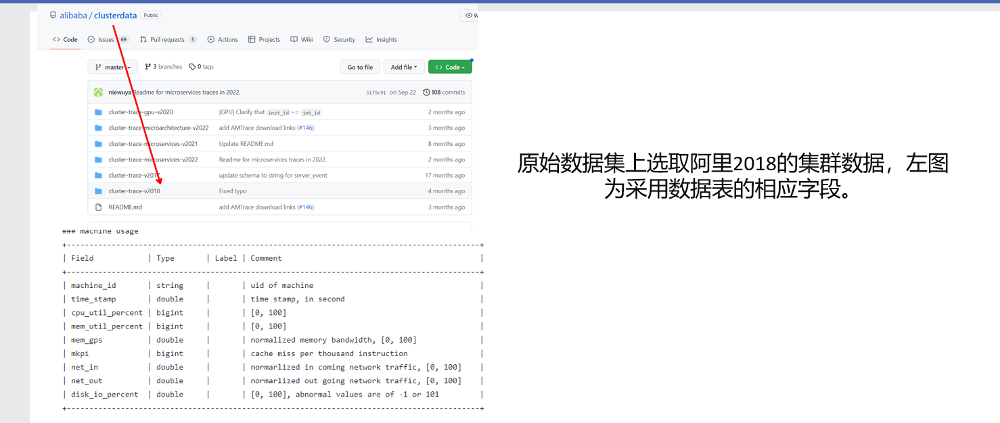 alibaba / clusterdata Public
W
Code Issues 69 Pull requests 5 Actions Projects Wiki Security Insights
master 3 branches 0 tags Go to file Add file Code
niewuya Readme for microservices traces in 2022. 5179c91 on Sep 22 108 commits
cluster-trace-gpu-v2020 [GPU] Clarify that inst_id ~= job_id 2 months ago
cluster-trace-microarchitecture-v2022 add AMTrace download links (#146) 3 months ago
cluster-trace-microservices-v2021 Update README.md 8 months ago
cluster-trace-microservices-v2022 Readme for microservices traces in 2022. 2 months ago
cluster-trace-v2017 update schema to string for server_event 17 months ago
cluster-trace-v2018 Fixed typo 4 months ago
README.md add AMTrace download links (#146) 3 months ago
### machine usage
+----------------------------------------------------------------------------------------+
| Field | Type | Label | Comment |
+----------------------------------------------------------------------------------------+
| machine_id | string | | uid of machine |
| time_stamp | double | | time stamp, in second |
| cpu_util_percent | bigint | | [0, 100] |
| mem_util_percent | bigint | | [0, 100] |
| mem_gps | double | | normalized memory bandwidth, [0, 100] |
| mkpi | bigint | | cache miss per thousand instruction |
| net_in | double | | normarlized in coming network traffic, [0, 100] |
| net_out | double | | normarlized out going network traffic, [0, 100] |
| disk_io_percent | double | | [0, 100], abnormal values are of -1 or 101 |
+----------------------------------------------------------------------------------------+
原始数据集上选取阿里2018的集群数据，左图
为采用数据表的相应字段。